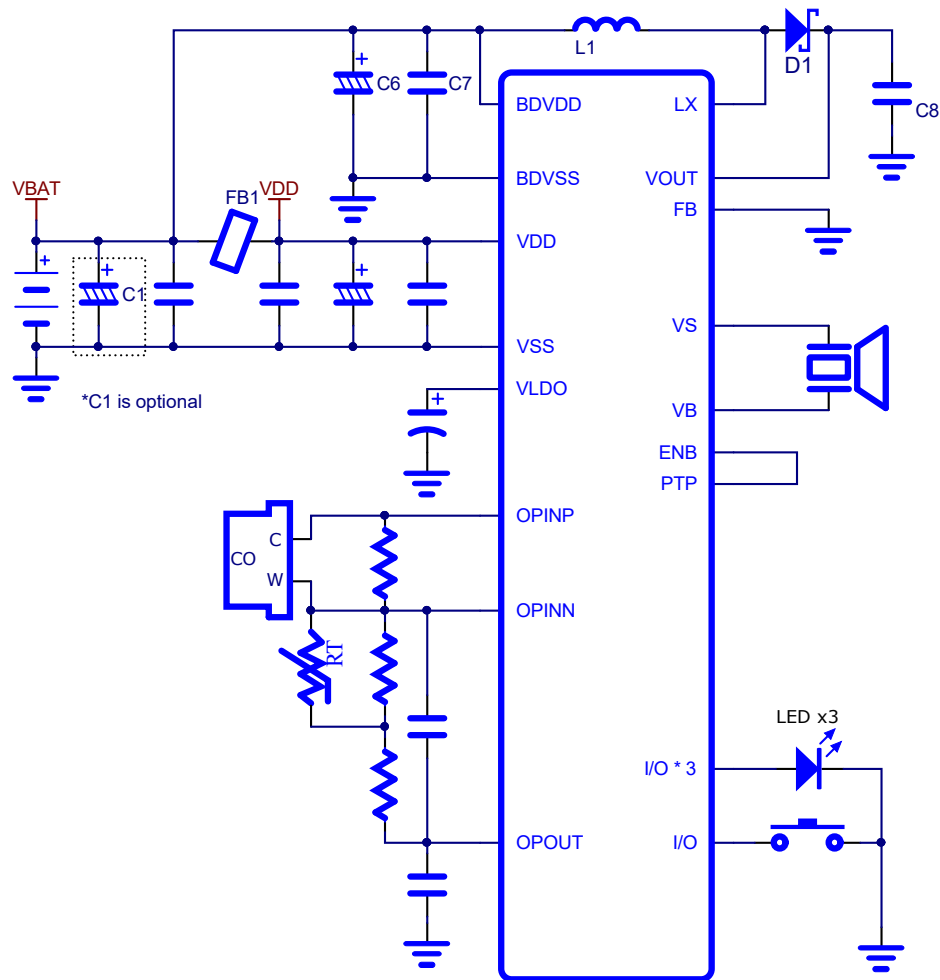 L1
D1
C6
C7
C8
BDVDD
LX
BDVSS
VOUT
VBAT
FB1
VDD
FB
VDD
+
+
+
+
C1
VS
VSS
VLDO
*C1 is optional
+
VB
ENB
PTP
OPINP
C
CO
W
OPINN
RT
LED x3
I/O * 3
OPOUT
I/O